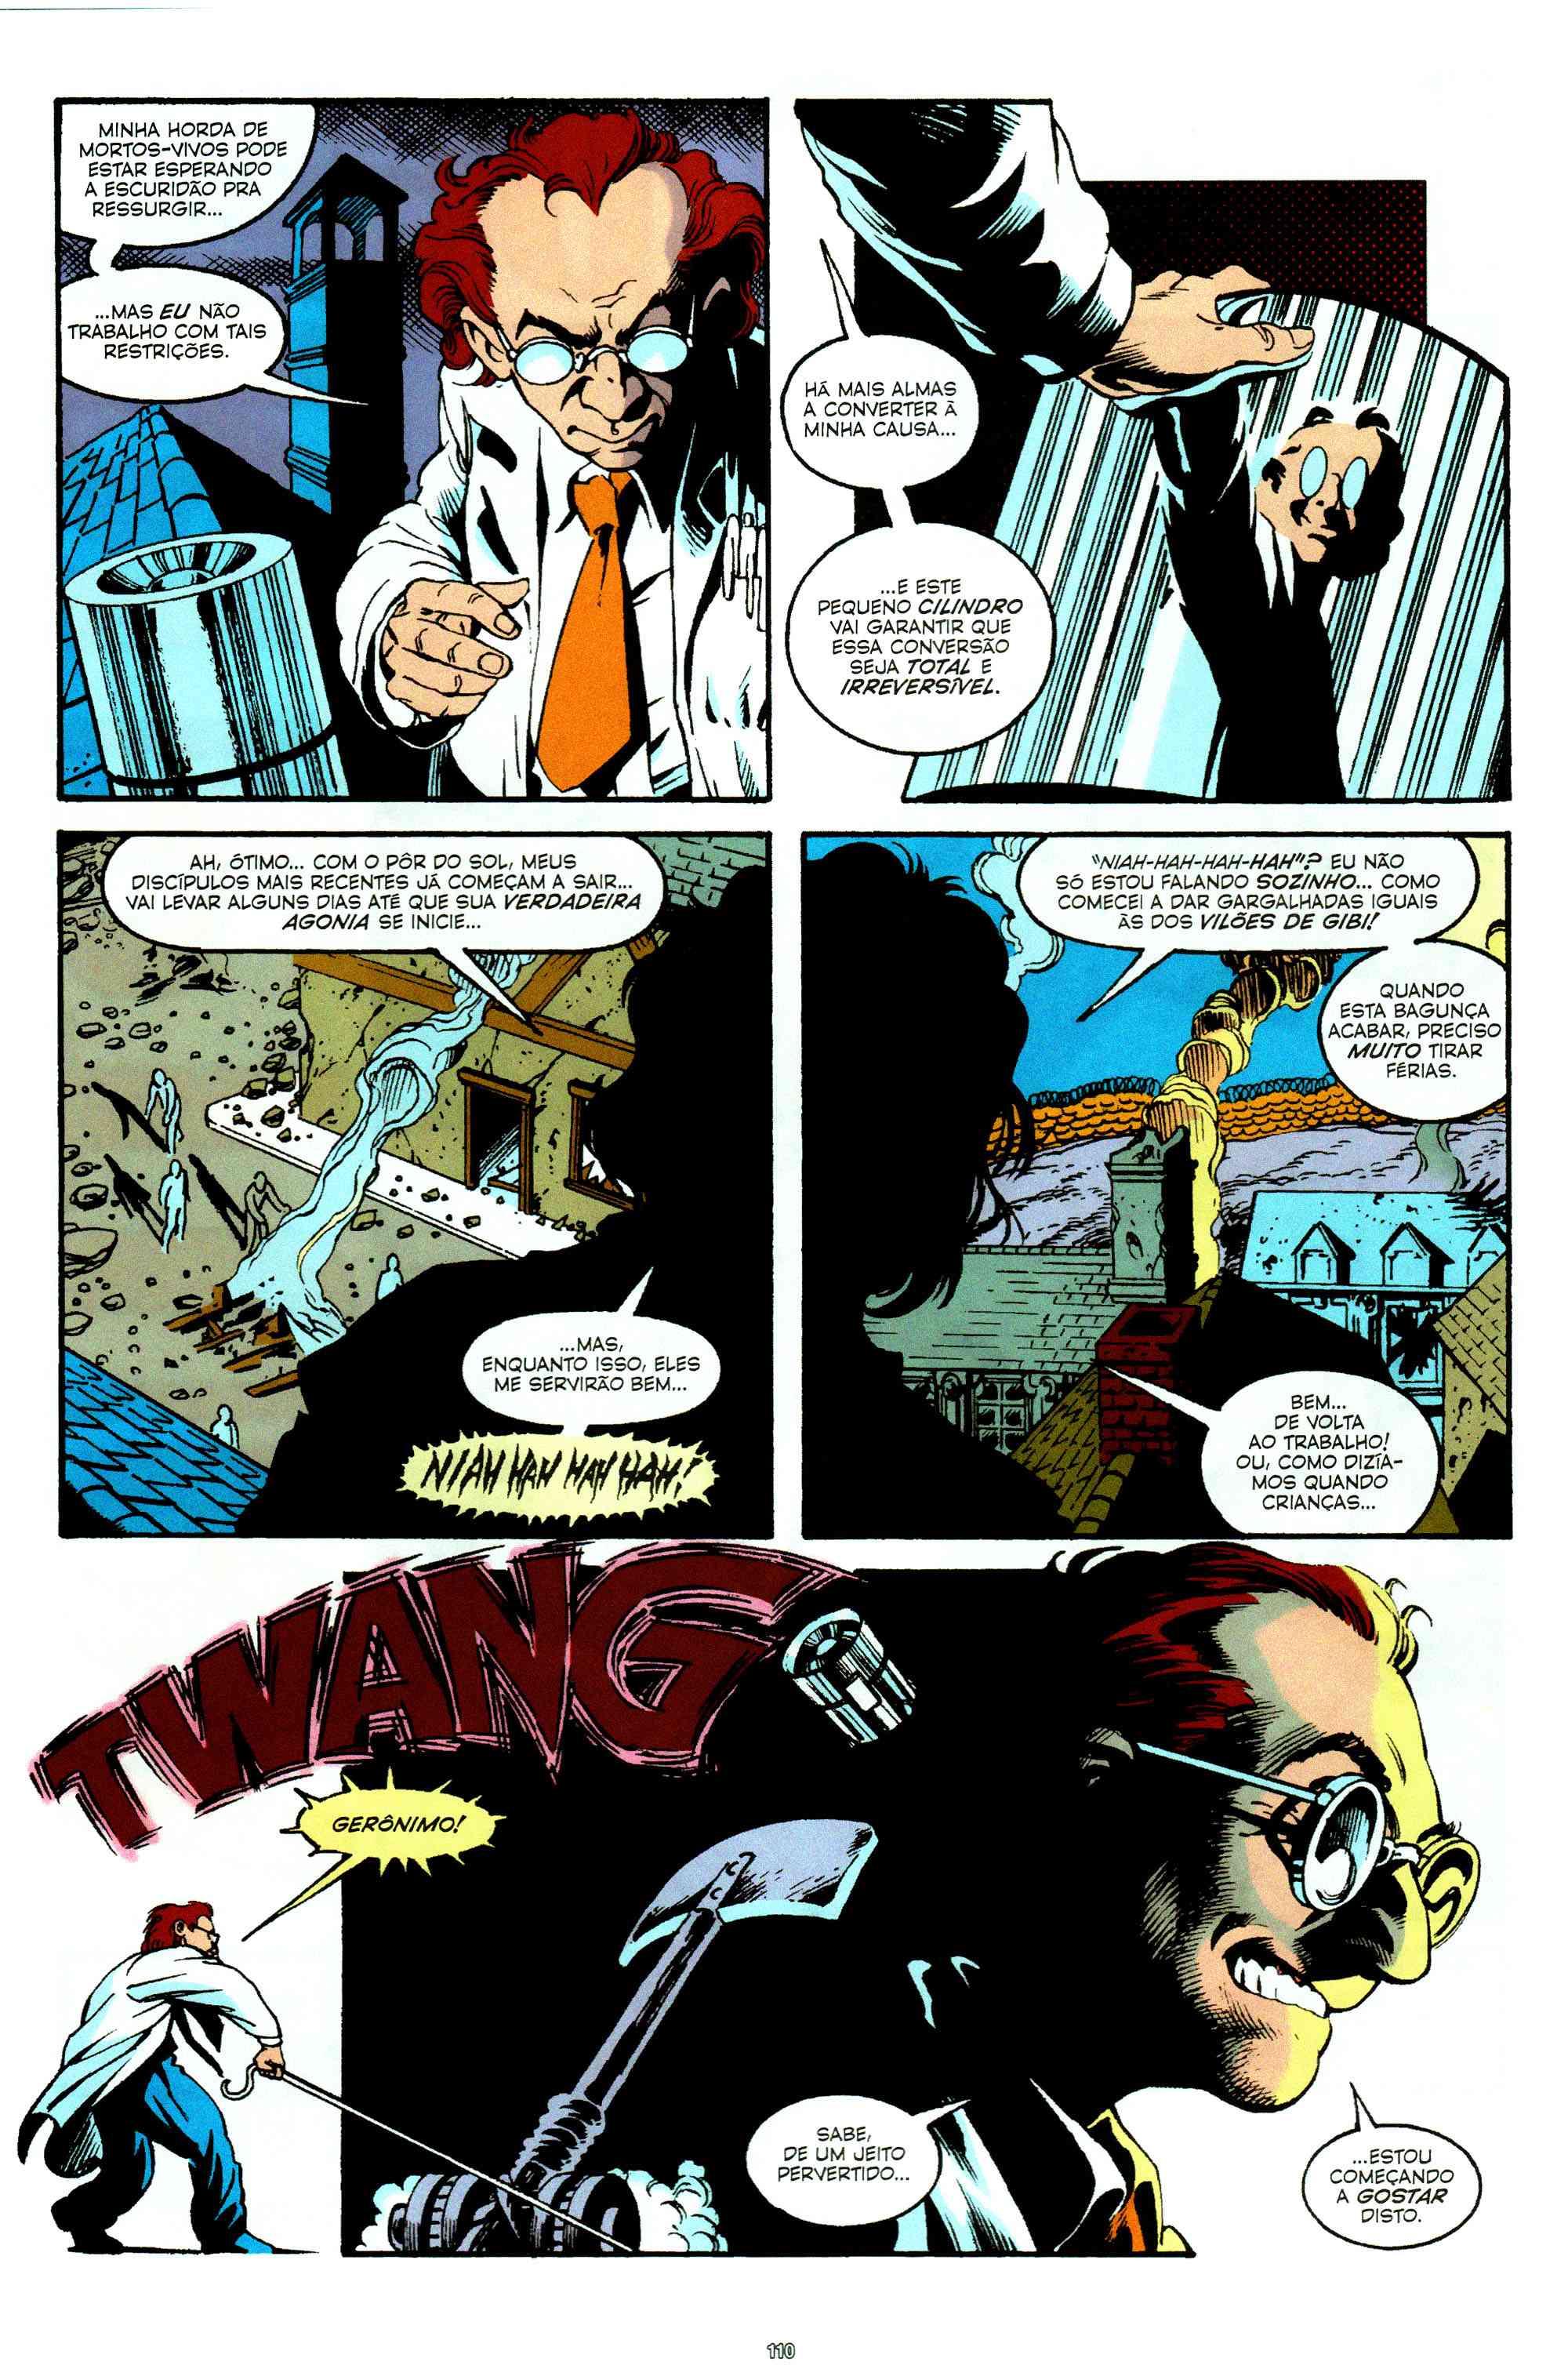 MINHA HORDA DE
MORTOS-VIVOS PODE
ESTAR ESPERANDO
A ESCURIDÃO PRA
RESSURGIR...
...MAS EU NÃO
TRABALHO COM TAIS
RESTRIÇÕES.
HÁ MAIS ALMAS
A CONVERTER À
MINHA CAUSA...
...E ESTE
PEQUENO CILINDRO
VAI GARANTIR QUE
ESSA CONVERSÃO
SEJA TOTAL E
IRREVERSÍVEL.
AH, ÓTIMO... COM O PÔR DO SOL, MEUS
DISCÍPULOS MAIS RECENTES JÁ COMEÇAM A SAIR...
VAI LEVAR ALGUNS DIAS ATÉ QUE SUA VERDADEIRA
AGONIA SE INICIE...
...MAS,
ENQUANTO ISSO, ELES
ME SERVIRÃO BEM...
NIAH HAH HAH HAH!
"NIAH-HAH-HAH-HAH"? EU NÃO
SÓ ESTOU FALANDO SOZINHO... COMO
COMECEI A DAR GARGALHADAS IGUAIS
ÀS DOS VILÕES DE GIBI!
QUANDO
ESTA BAGUNÇA
ACABAR, PRECISO
MUITO TIRAR
FÉRIAS.
BEM...
DE VOLTA
AO TRABALHO!
OU, COMO DIZÍA-
MOS QUANDO
CRIANÇAS...
TWANG
GERÔNIMO!
SABE,
DE UM JEITO
PERVERTIDO...
...ESTOU
COMEÇANDO
A GOSTAR
DISTO.
110